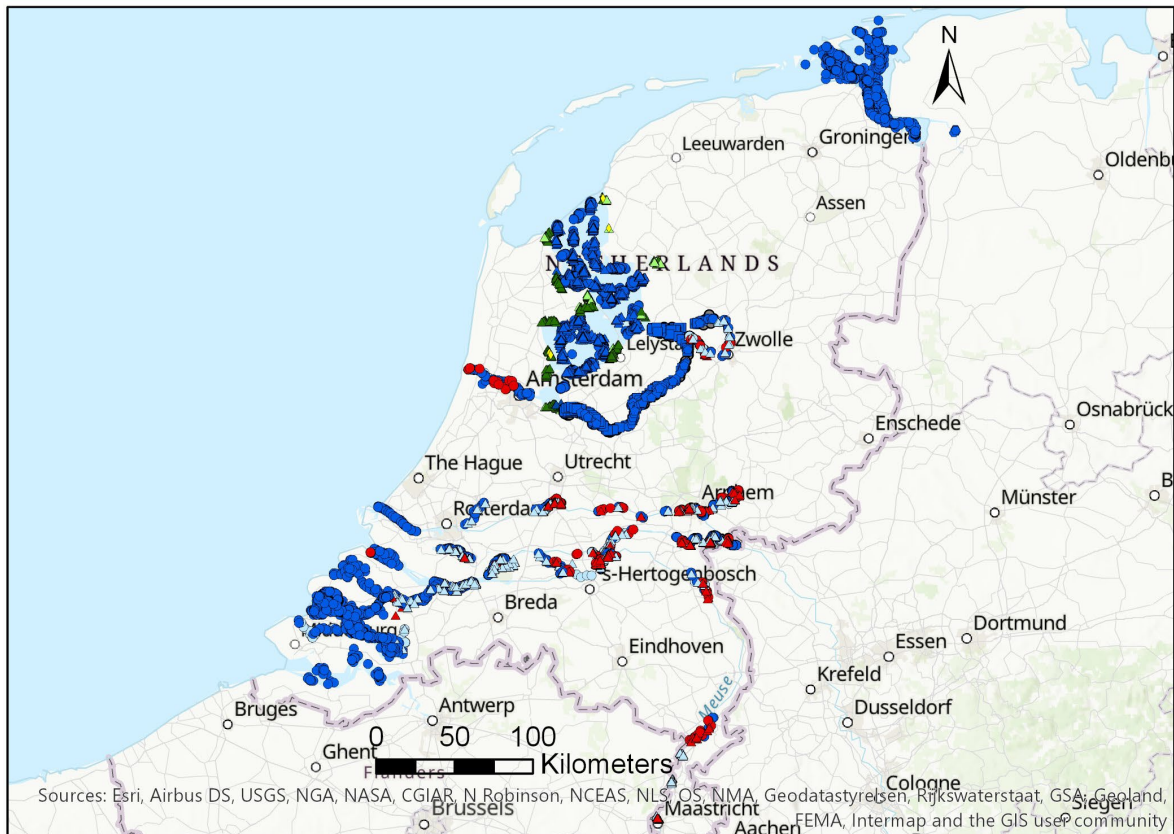 N
Leeuwarden
Groningen
Oldenbu
Assen
NETHERLANDS
Lelysta
Zwolle
Amsterdam
Osnabrück
Enschede
The Hague
Utrecht
B
Münster
Arnhem
Rotterda
's-Hertogenbosch
Breda
Dortmund
Essen
Eindhoven
Krefeld
Meuse
Dusseldorf
Bruges
Antwerp
0 50 100
Kilometers
Ghent
Flanders
Cologne
Sources: Esri, Airbus DS, USGS, NGA, NASA, CGIAR, N Robinson, NCEAS, NLS, OS, NMA, Geodatastyrelsen, Rijkswaterstaat, GSA, Geoland,
FEMA, Intermap and the GIS user community
Brussels
Maastricht
Aachen
Siegen